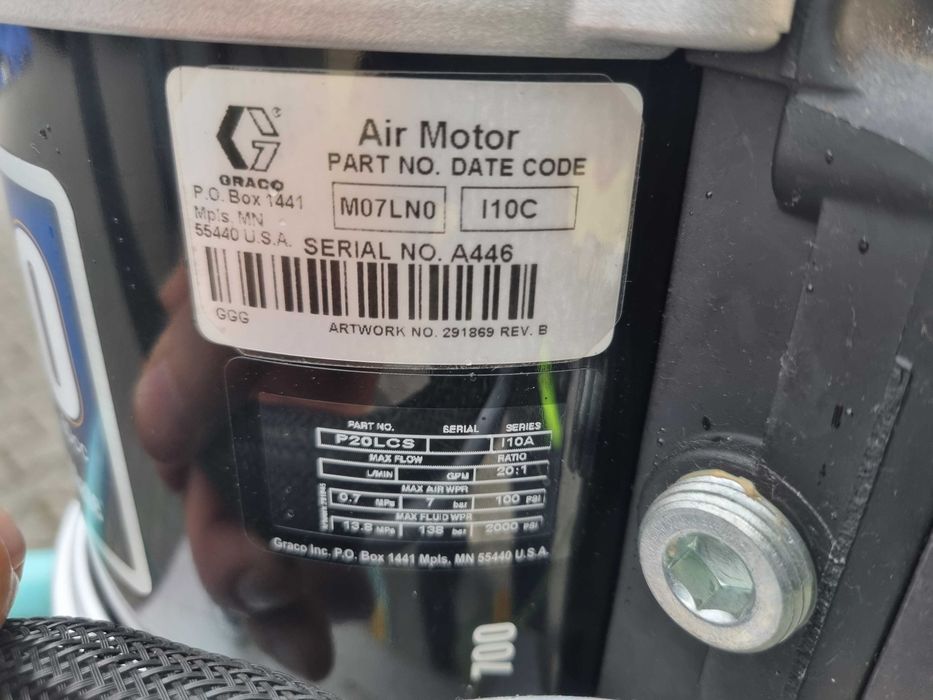 GRACO
P.O. Box 1441
Mpls. MN
55440 U.S.A.
Air Motor
PART NO. DATE CODE
M07LN0 I10C
SERIAL NO. A446
GGG
ARTWORK NO. 291869 REV. B
PART NO. SERIAL SERIES
P20LCS I10A
MAX FLOW RATIO
L/MIN GPM 20:1
MAX AIR WPR
0.7 MPa 7 bar 100 PSI
MAX FLUID WPR
13.8 MPa 138 bar 2000 PSI
Graco Inc. P.O. Box 1441 Mpls, MN 55440 U.S.A.
700